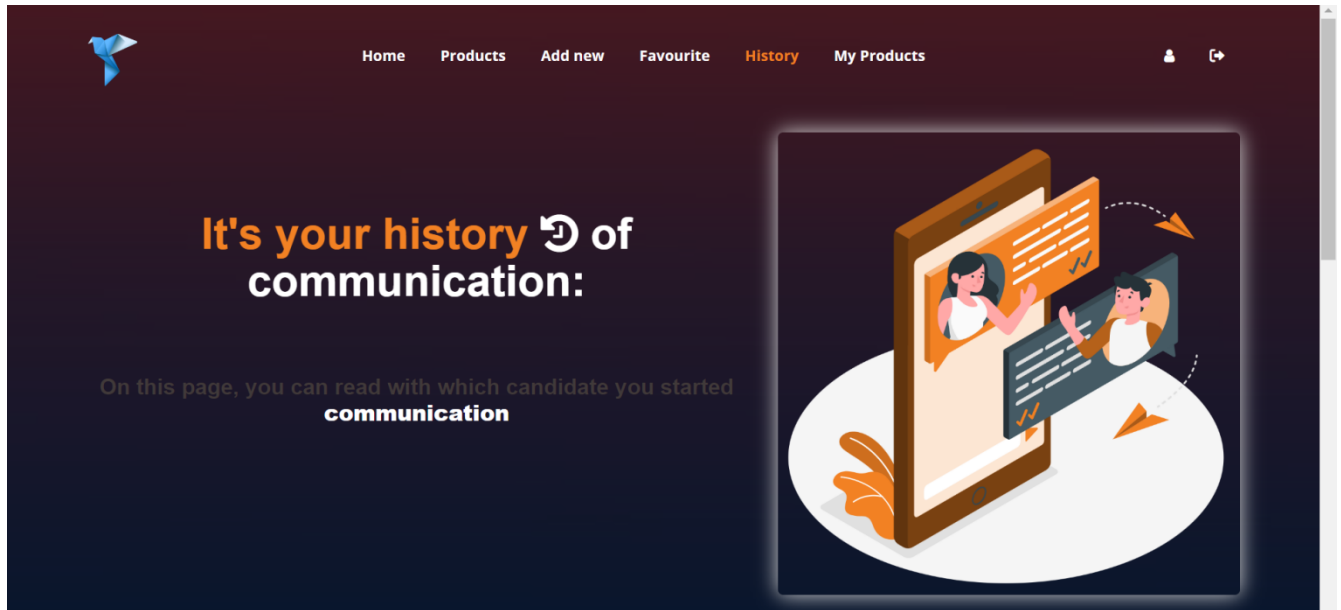 Home Products Add new Favourite History My Products
It's your history of
communication:
On this page, you can read with which candidate you started
communication